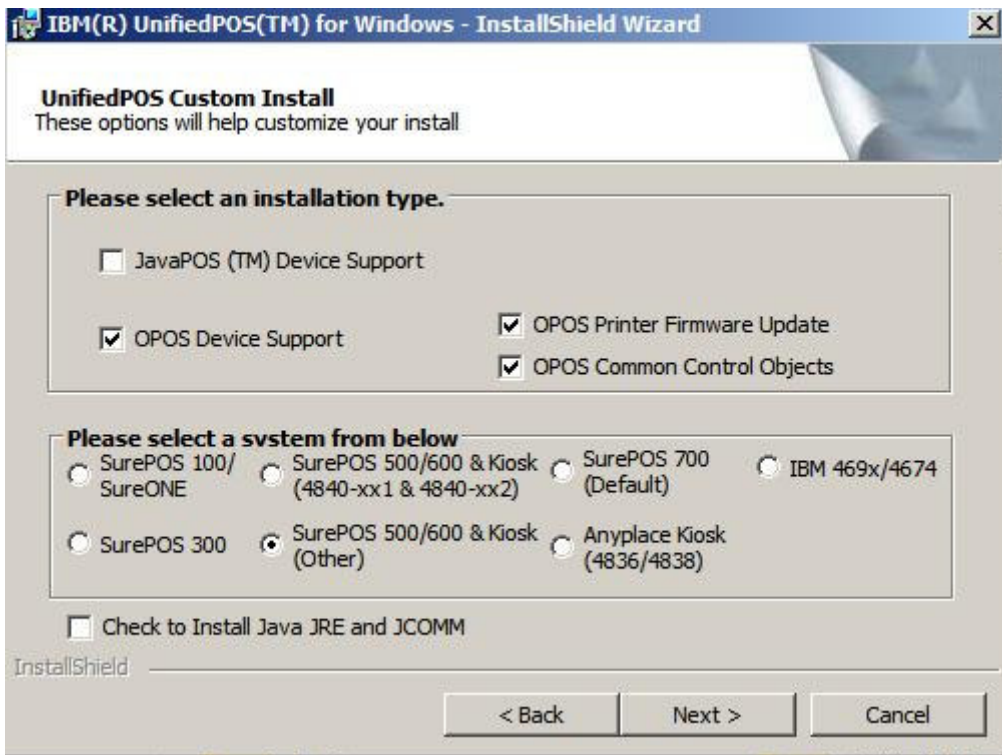 IBM(R) UnifiedPOS(TM) for Windows - InstallShield Wizard
UnifiedPOS Custom Install
These options will help customize your install
Please select an installation type.
JavaPOS (TM) Device Support
OPOS Device Support
OPOS Printer Firmware Update
OPOS Common Control Objects
Please select a system from below
SurePOS 100/
SureONE
SurePOS 500/600 & Kiosk
(4840-xx1 & 4840-xx2)
SurePOS 700
(Default)
IBM 469x/4674
SurePOS 300
SurePOS 500/600 & Kiosk
(Other)
Anyplace Kiosk
(4836/4838)
Check to Install Java JRE and JCOMM
InstallShield
< Back
Next >
Cancel